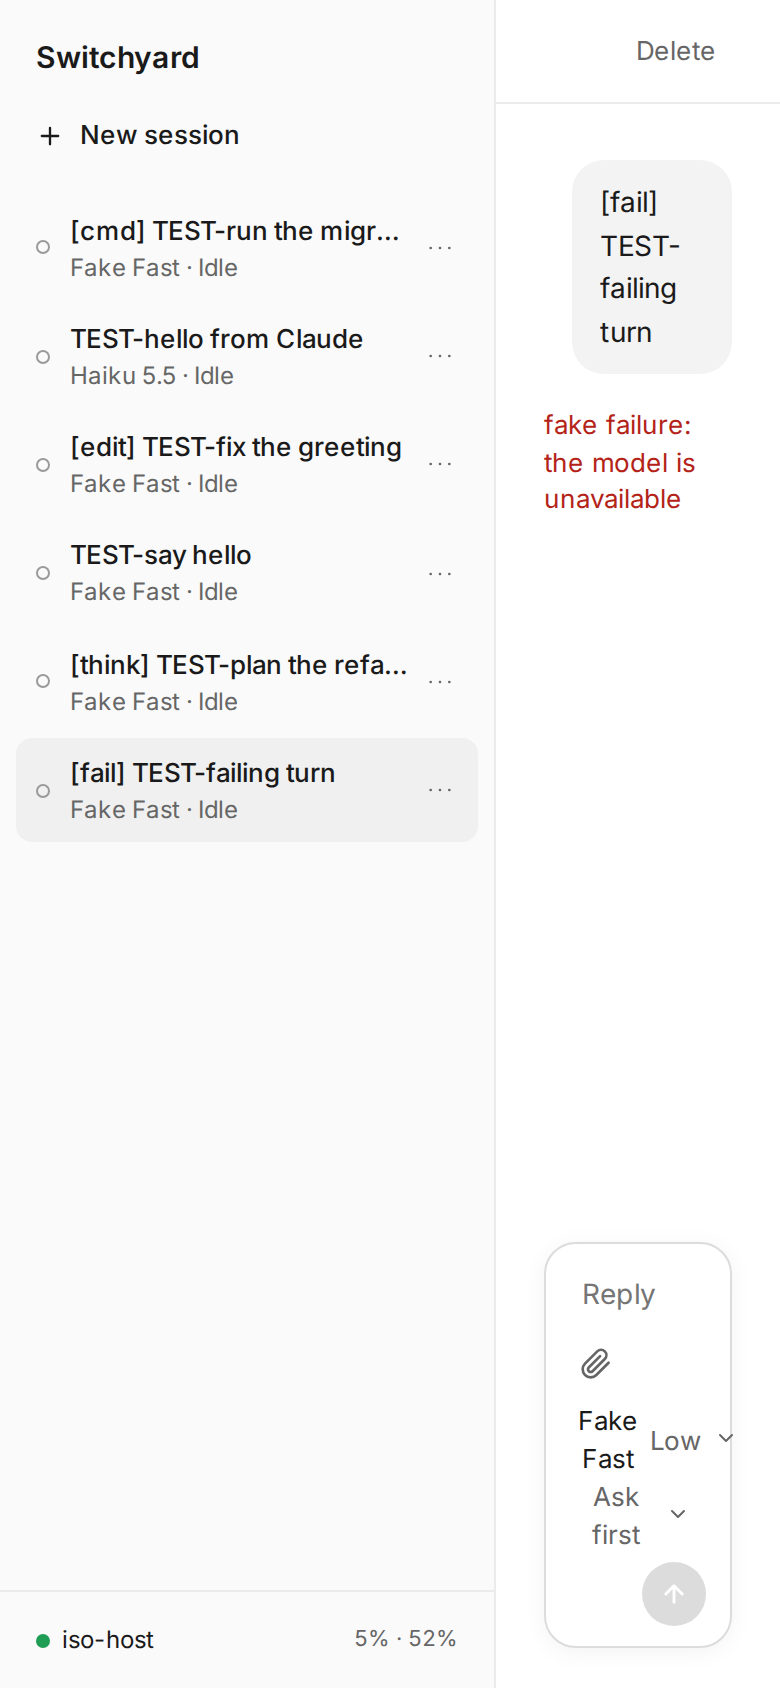 Switchyard
New session
[cmd] TEST-run the migr...
Fake Fast · Idle
TEST-hello from Claude
Haiku 5.5 · Idle
[edit] TEST-fix the greeting
Fake Fast · Idle
TEST-say hello
Fake Fast · Idle
[think] TEST-plan the refa...
Fake Fast · Idle
[fail] TEST-failing turn
Fake Fast · Idle
iso-host
5% · 52%
Delete
[fail]
TEST-
failing
turn
fake failure:
the model is
unavailable
Reply
Fake
Fast
Low
Ask
first